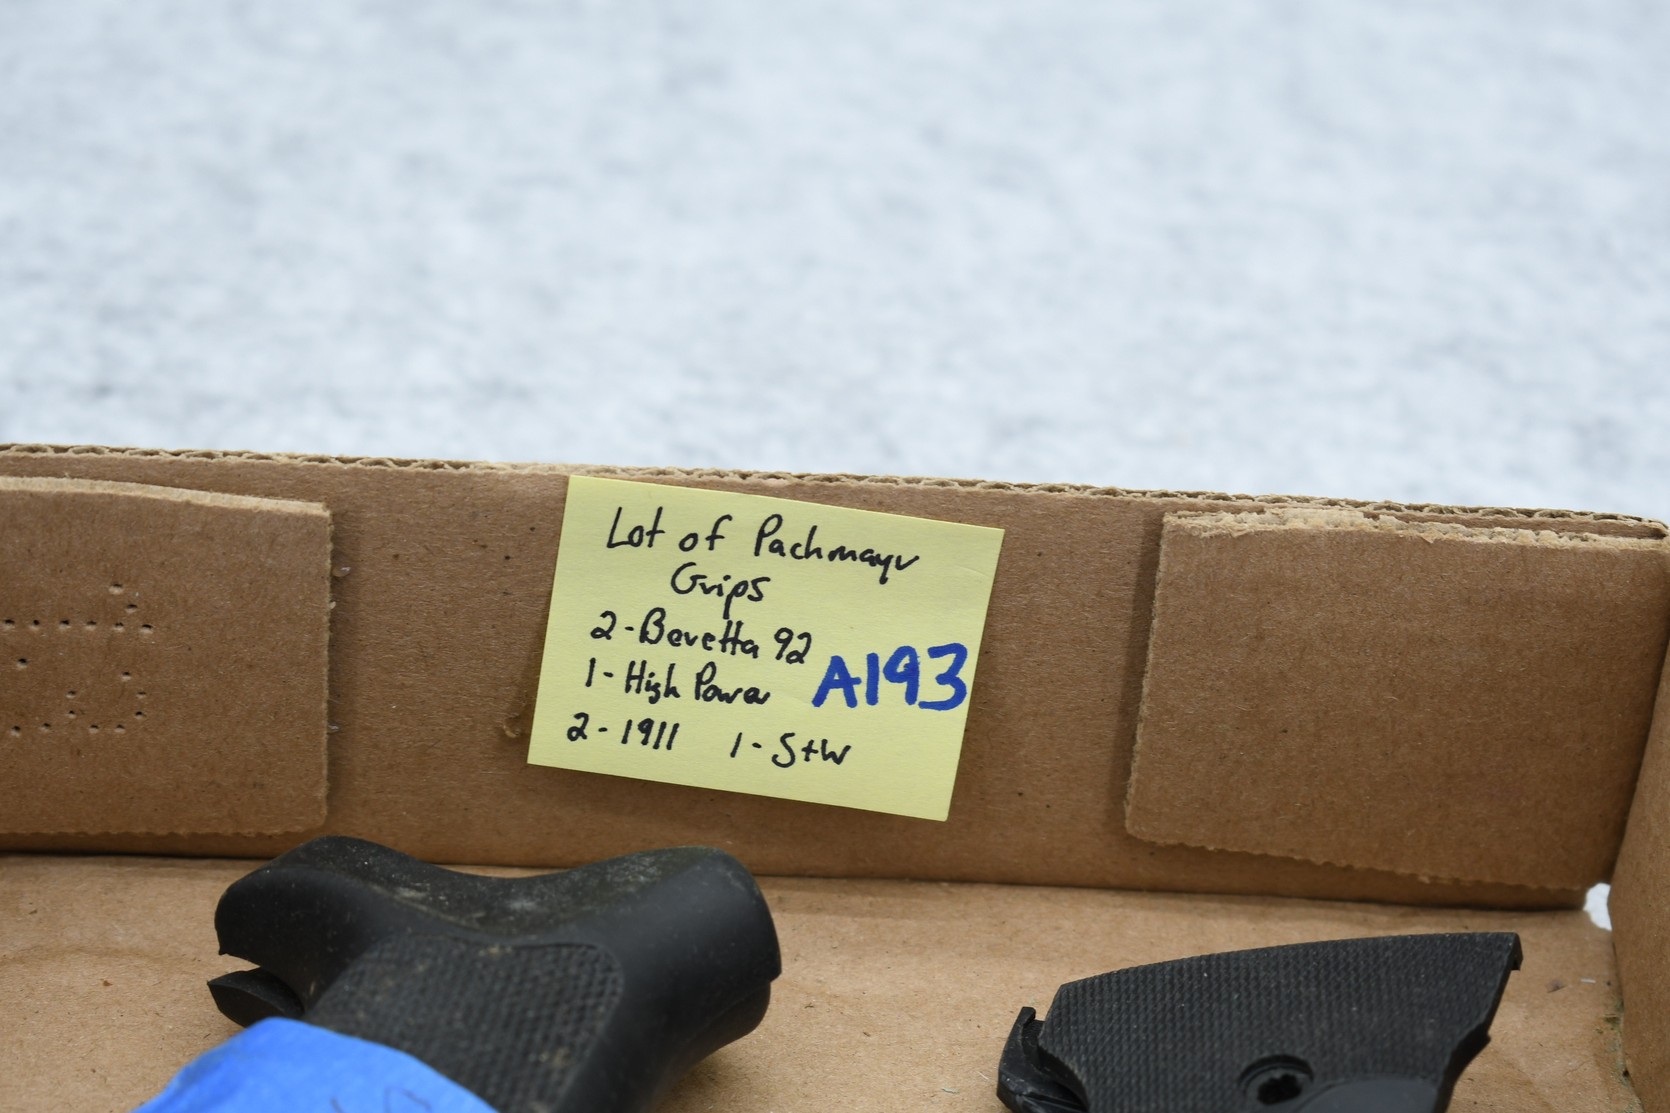 Lot of Pachmayr
Grips
2-Beretta 92
1-High Power
A193
2-1911 1-S+W